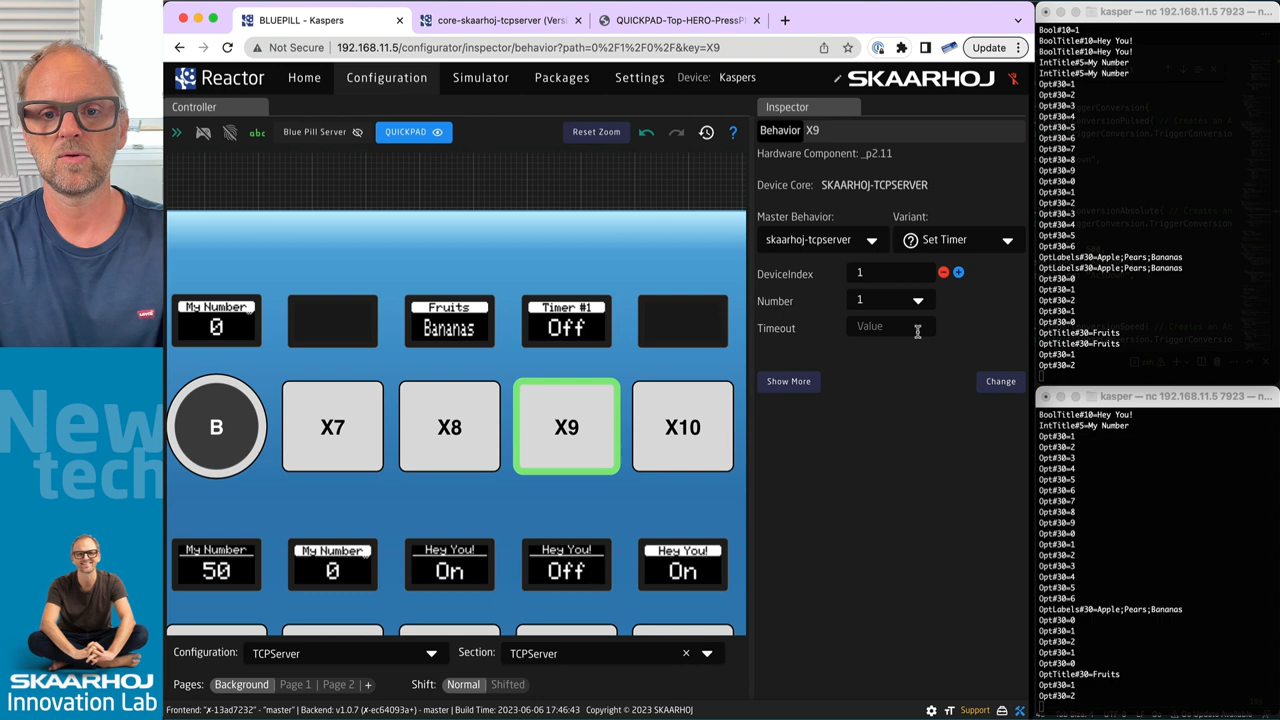 BLUEPILL - Kaspers
core-skaarhoj-tcpserver (Versi
QUICKPAD-Top-HERO-PressPl
Not Secure
192.168.11.5/configurator/inspector/behavior?path=0%2F1%2F0%2F&key=X9
Update
Reactor
Home
Configuration
Simulator
Packages
Settings
Device: Kaspers
SKAARHOJ
Controller
abc
Blue Pill Server
QUICKPAD
Reset Zoom
?
My Number
0
Fruits
Bananas
Timer #1
Off
B
X7
X8
X9
X10
My Number
50
My Number
0
Hey You!
On
Hey You!
Off
Hey You!
On
Configuration:
TCPServer
Section:
TCPServer
Pages:
Background
Page 1
Page 2
+
Shift:
Normal
Shifted
Inspector
Behavior X9
Hardware Component: _p2.11
Device Core: SKAARHOJ-TCPSERVER
Master Behavior:
Variant:
skaarhoj-tcpserver
Set Timer
DeviceIndex
1
Number
1
Timeout
Value
Show More
Change
Frontend: "x-13ad7232" - "master" | Backend: v1.0.7 (x-ec64093a+) - master | Build Time: 2023-06-06 17:46:43
Copyright © 2023 SKAARHOJ
Support
kasper — nc 192.168.11.5 7923 — n...
Bool#10=1
BoolTitle#10=Hey You!
BoolTitle#10=Hey You!
IntTitle#5=My Number
IntTitle#5=My Number
Opt#30=1
Opt#30=2
Opt#30=3
Opt#30=4
Opt#30=5
Opt#30=6
Opt#30=7
Opt#30=8
Opt#30=9
Opt#30=0
Opt#30=1
Opt#30=2
Opt#30=3
Opt#30=4
Opt#30=5
Opt#30=6
OptLabels#30=Apple;Pears;Bananas
OptLabels#30=Apple;Pears;Bananas
Opt#30=0
Opt#30=1
Opt#30=2
Opt#30=1
Opt#30=0
OptTitle#30=Fruits
OptTitle#30=Fruits
Opt#30=1
Opt#30=2
kasper — nc 192.168.11.5 7923 — n...
BoolTitle#10=Hey You!
IntTitle#5=My Number
Opt#30=1
Opt#30=2
Opt#30=3
Opt#30=4
Opt#30=5
Opt#30=6
Opt#30=7
Opt#30=8
Opt#30=9
Opt#30=0
Opt#30=1
Opt#30=2
Opt#30=3
Opt#30=4
Opt#30=5
Opt#30=6
OptLabels#30=Apple;Pears;Bananas
Opt#30=0
Opt#30=1
Opt#30=2
Opt#30=1
Opt#30=0
OptTitle#30=Fruits
Opt#30=1
Opt#30=2
New
tech
SKAARHOJ
Innovation Lab